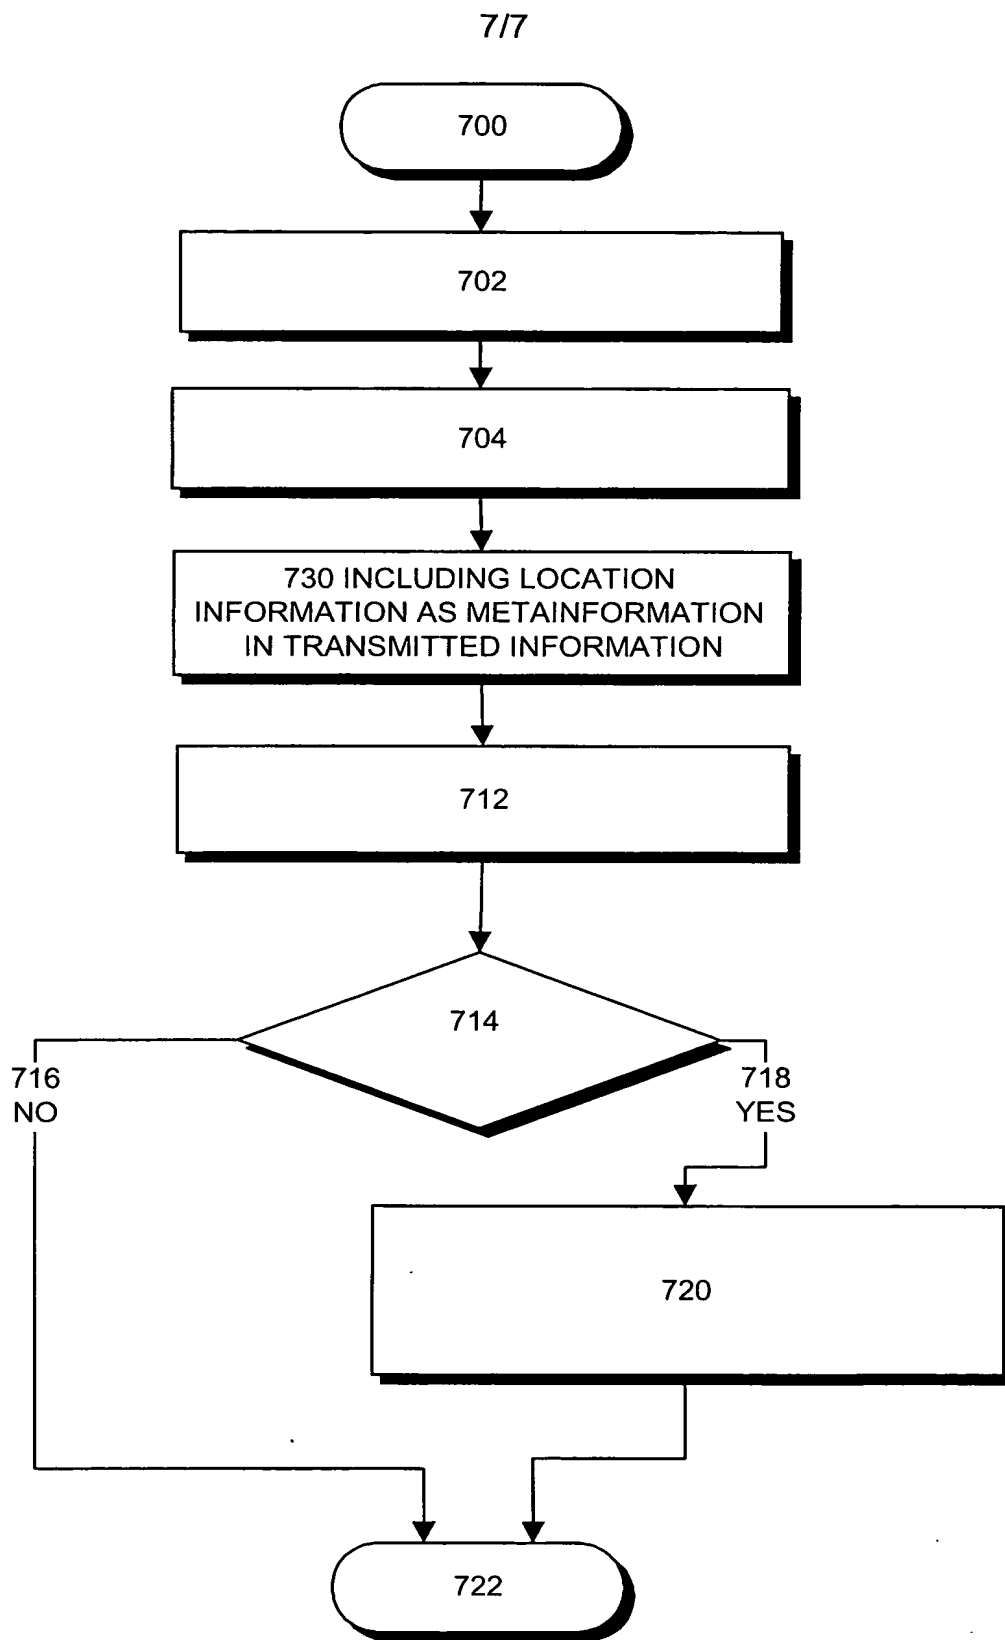 7/7
700
702
704
730 INCLUDING LOCATION
INFORMATION AS METAINFORMATION
IN TRANSMITTED INFORMATION
712
714
716
NO
718
YES
720
722